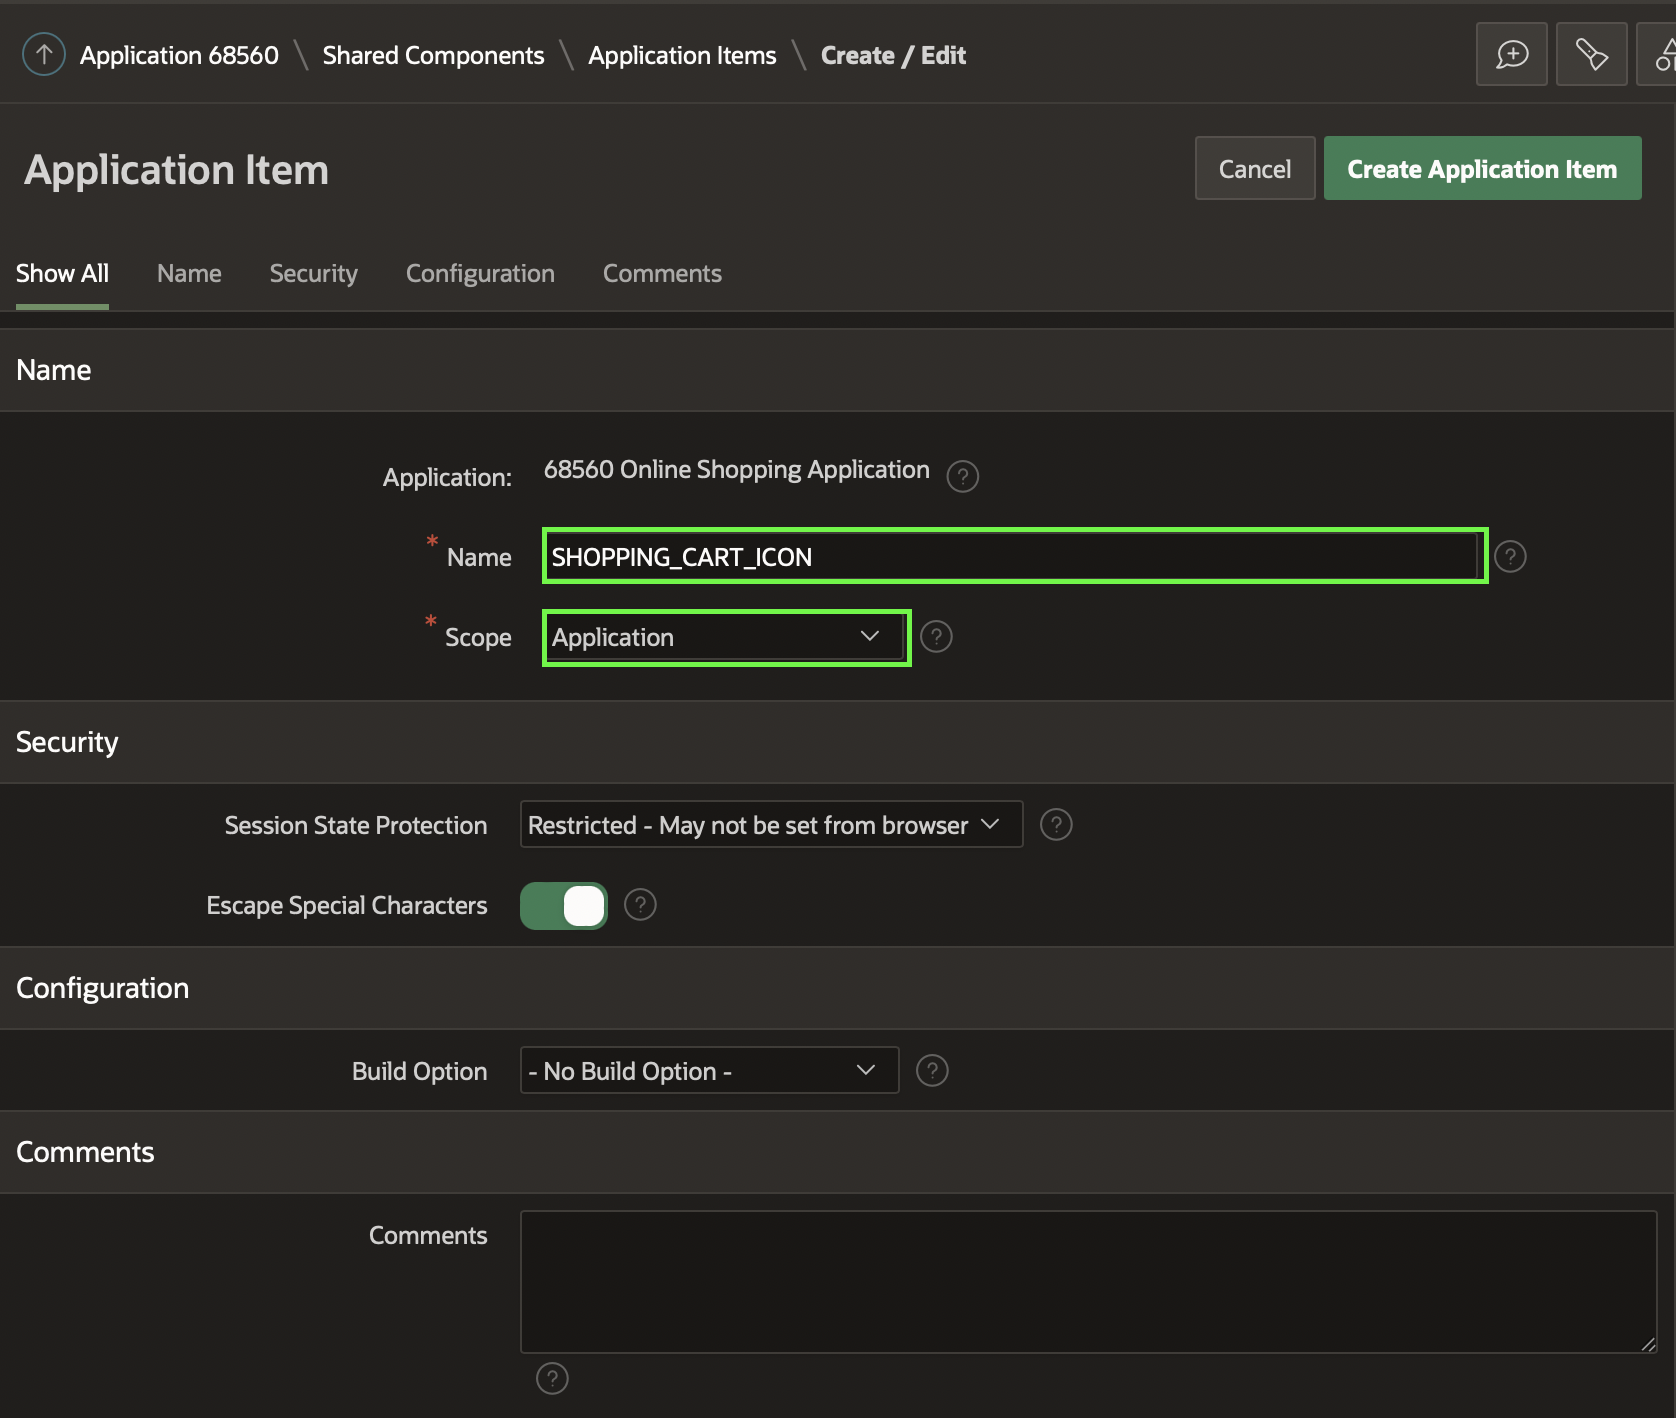 Application 68560 \ Shared Components \ Application Items \ Create / Edit
Application Item
Cancel
Create Application Item
Show All Name Security Configuration Comments
Name
Application: 68560 Online Shopping Application ?
* Name SHOPPING_CART_ICON ?
* Scope Application ?
Security
Session State Protection Restricted - May not be set from browser ?
Escape Special Characters ?
Configuration
Build Option - No Build Option - ?
Comments
Comments
?